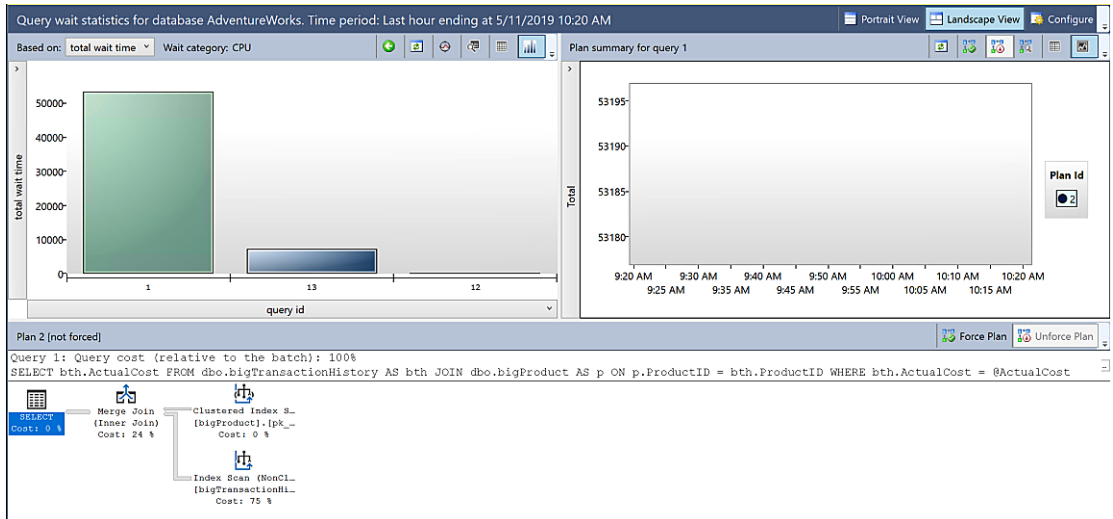 Query wait statistics for database AdventureWorks. Time period: Last hour ending at 5/11/2019 10:20 AM
Portrait View
Landscape View
Configure
Based on: total wait time
Wait category: CPU
total wait time
50000
40000
30000
20000
10000
0
1
13
12
query id
Plan summary for query 1
Total
53195
53190
53185
53180
9:20 AM 9:30 AM 9:40 AM 9:50 AM 10:00 AM 10:10 AM 10:20 AM
9:25 AM 9:35 AM 9:45 AM 9:55 AM 10:05 AM 10:15 AM
Plan Id
2
Plan 2 [not forced]
Force Plan
Unforce Plan
Query 1: Query cost (relative to the batch): 100%
SELECT bth.ActualCost FROM dbo.bigTransactionHistory AS bth JOIN dbo.bigProduct AS p ON p.ProductID = bth.ProductID WHERE bth.ActualCost = @ActualCost
SELECT
Cost: 0 %
Merge Join
(Inner Join)
Cost: 24 %
Clustered Index S…
[bigProduct].[pk_…
Cost: 0 %
Index Scan (NonCl…
[bigTransactionHi…
Cost: 75 %